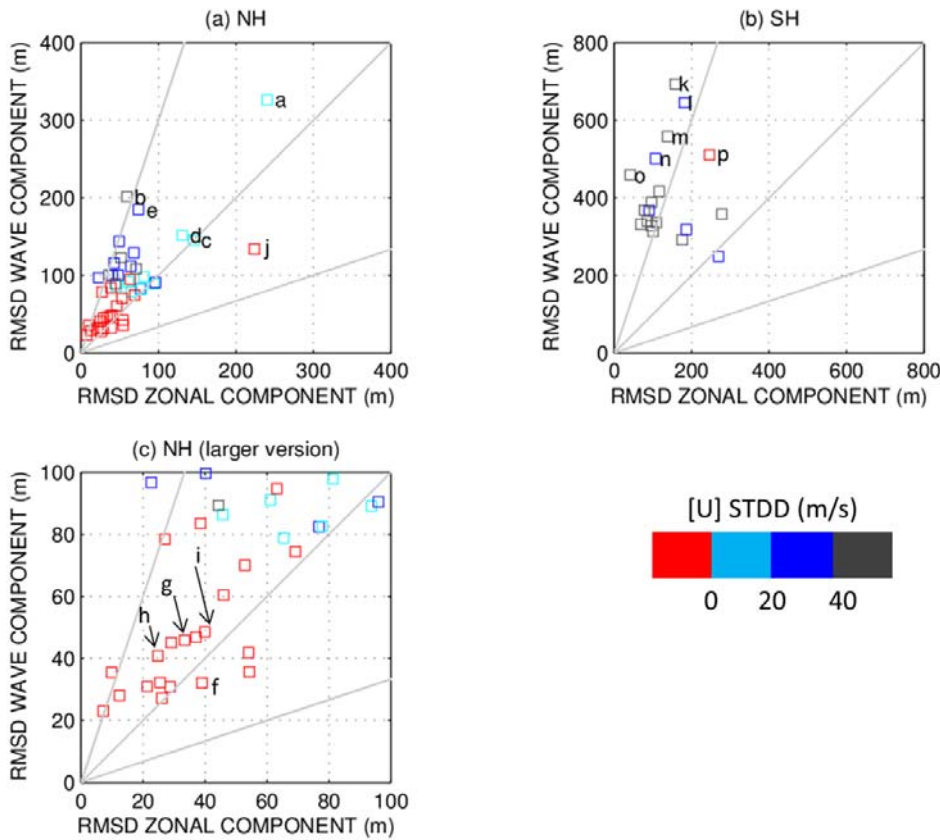 (a) NH
RMSD WAVE COMPONENT (m)
400
300
200
100
0
a
b
e
d
c
j
0 100 200 300 400
RMSD ZONAL COMPONENT (m)
(b) SH
RMSD WAVE COMPONENT (m)
800
600
400
200
0
k
l
m
n
p
o
0 200 400 600 800
RMSD ZONAL COMPONENT (m)
(c) NH (larger version)
RMSD WAVE COMPONENT (m)
100
80
60
40
20
0
i
g
h
f
0 20 40 60 80 100
RMSD ZONAL COMPONENT (m)
[U] STDD (m/s)
0 20 40